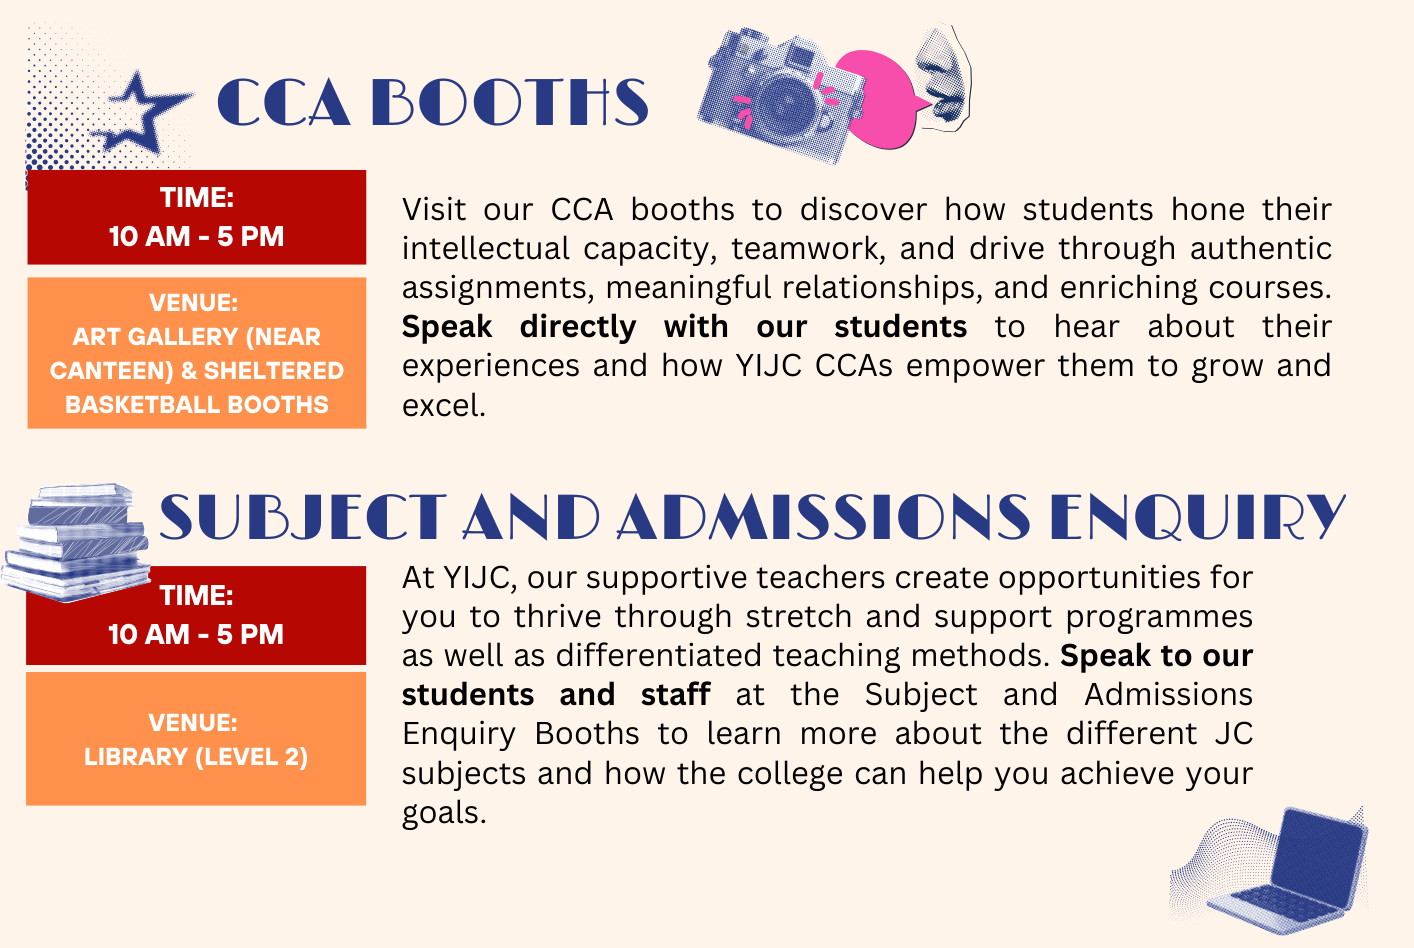 CCA BOOTHS
TIME:
10 AM - 5 PM
VENUE:
ART GALLERY (NEAR
CANTEEN) & SHELTERED
BASKETBALL BOOTHS
Visit our CCA booths to discover how students hone their
intellectual capacity, teamwork, and drive through authentic
assignments, meaningful relationships, and enriching courses.
Speak directly with our students to hear about their
experiences and how YIJC CCAs empower them to grow and
excel.
SUBJECT AND ADMISSIONS ENQUIRY
TIME:
10 AM - 5 PM
VENUE:
LIBRARY (LEVEL 2)
At YIJC, our supportive teachers create opportunities for
you to thrive through stretch and support programmes
as well as differentiated teaching methods. Speak to our
students and staff at the Subject and Admissions
Enquiry Booths to learn more about the different JC
subjects and how the college can help you achieve your
goals.